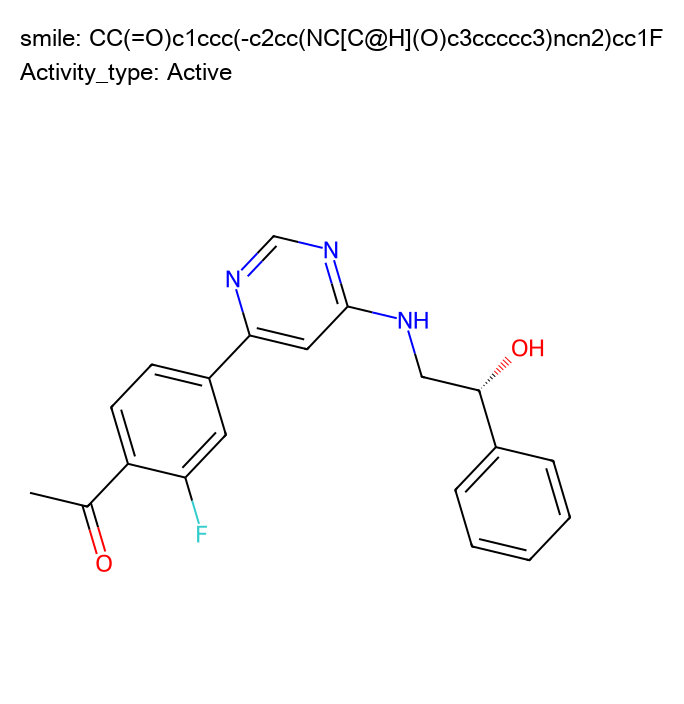 smile: CC(=O)c1ccc(-c2cc(NC[C@H](O)c3ccccc3)ncn2)cc1F
Activity_type: Active
N
N
NH
OH
F
O